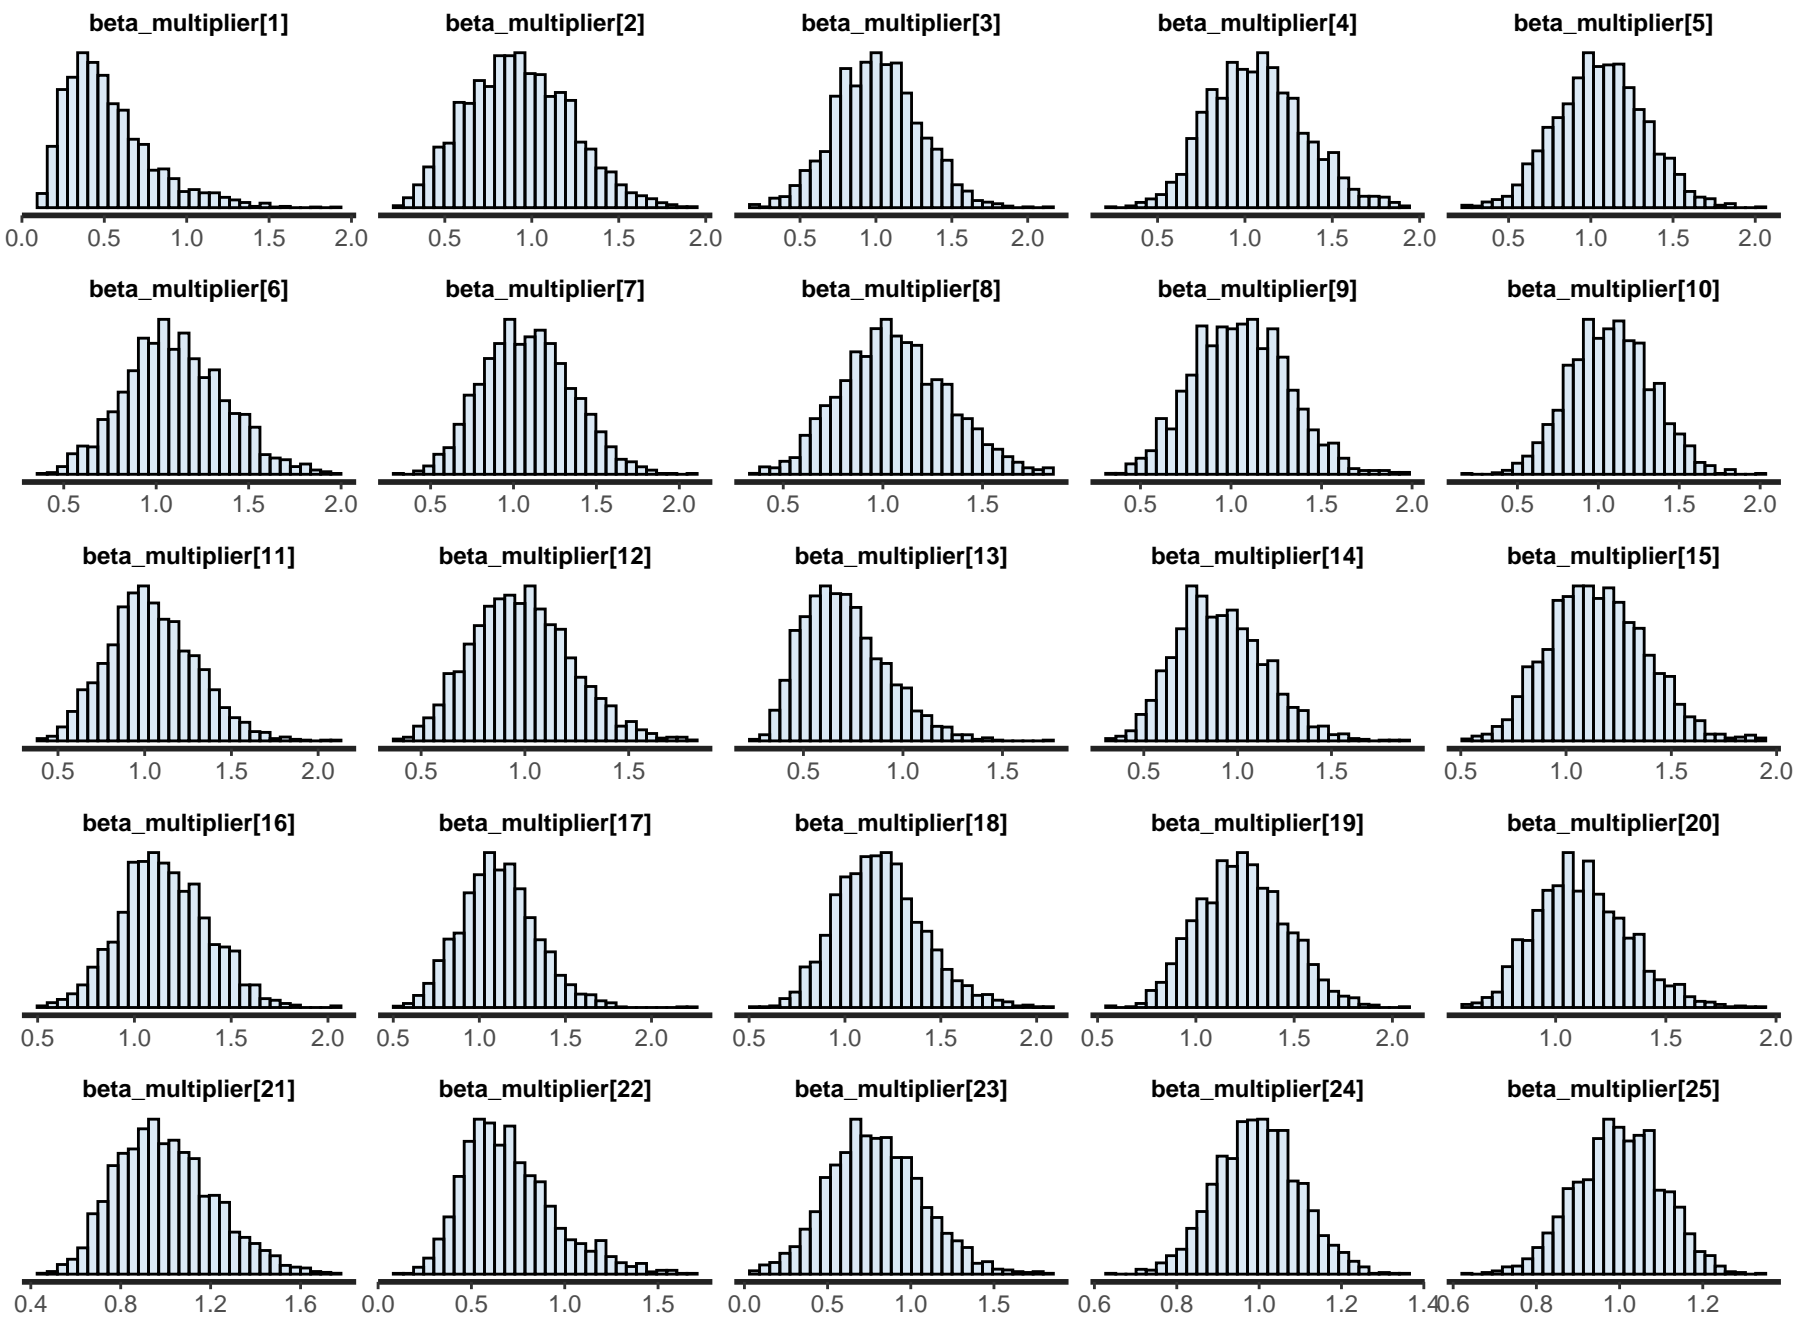 beta_multiplier[1] beta_multiplier[2] beta_multiplier[3] beta_multiplier[4] beta_multiplier[5]
0.0 0.5 1.0 1.5 2.0 0.5 1.0 1.5 2.0 0.5 1.0 1.5 2.0 0.5 1.0 1.5 2.0 0.5 1.0 1.5 2.0
beta_multiplier[6] beta_multiplier[7] beta_multiplier[8] beta_multiplier[9] beta_multiplier[10]
0.5 1.0 1.5 2.0 0.5 1.0 1.5 2.0 0.5 1.0 1.5 0.5 1.0 1.5 2.0 0.5 1.0 1.5 2.0
beta_multiplier[11] beta_multiplier[12] beta_multiplier[13] beta_multiplier[14] beta_multiplier[15]
0.5 1.0 1.5 2.0 0.5 1.0 1.5 0.5 1.0 1.5 0.5 1.0 1.5 0.5 1.0 1.5 2.0
beta_multiplier[16] beta_multiplier[17] beta_multiplier[18] beta_multiplier[19] beta_multiplier[20]
0.5 1.0 1.5 2.0 0.5 1.0 1.5 2.0 0.5 1.0 1.5 2.0 0.5 1.0 1.5 2.0 1.0 1.5 2.0
beta_multiplier[21] beta_multiplier[22] beta_multiplier[23] beta_multiplier[24] beta_multiplier[25]
0.4 0.8 1.2 1.6 0.0 0.5 1.0 1.5 0.0 0.5 1.0 1.5 0.6 0.8 1.0 1.2 1.4 0.6 0.8 1.0 1.2